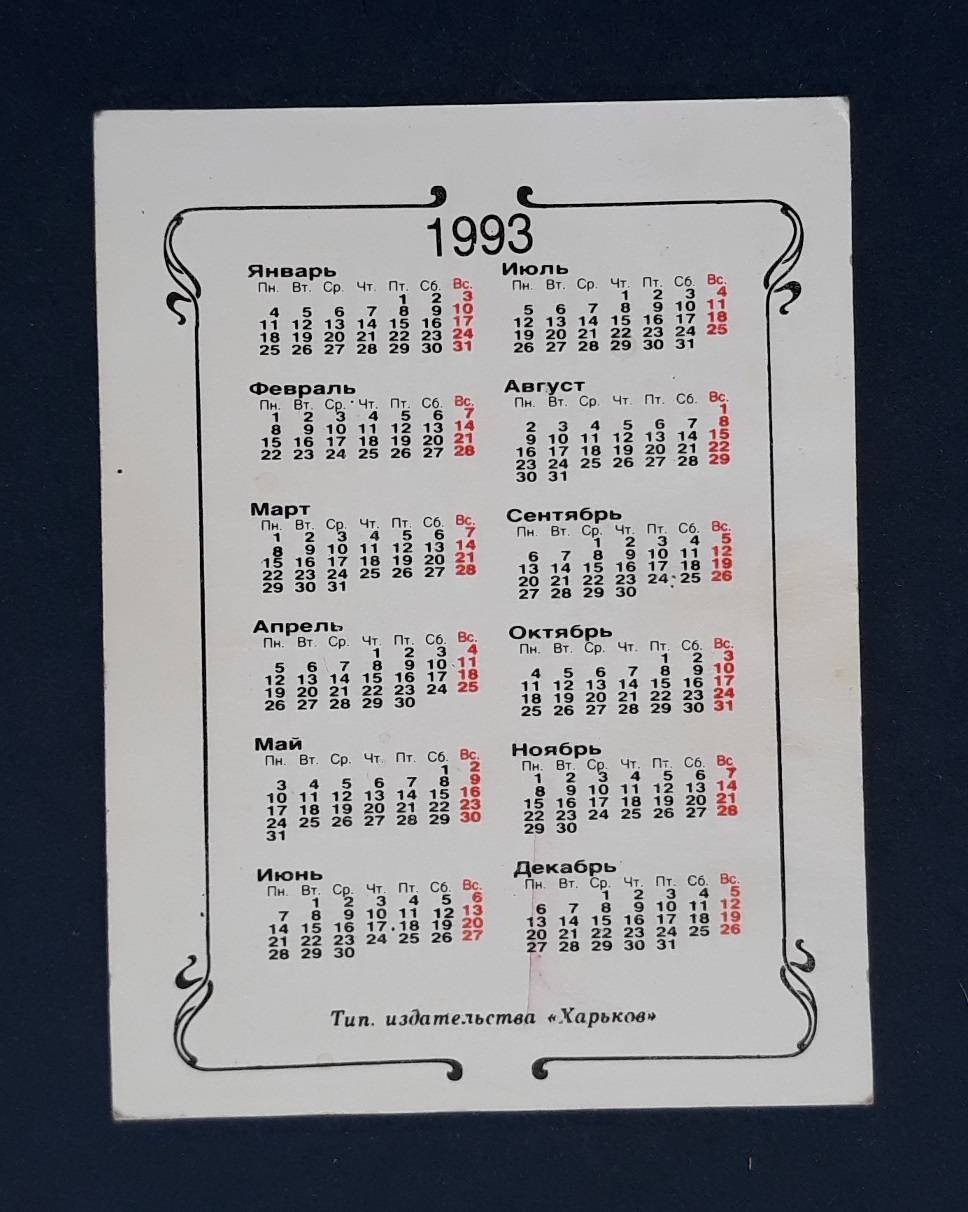 1993
Январь
Пн. Вт. Ср. Чт. Пт. Сб. Вс.
1 2 3
4 5 6 7 8 9 10
11 12 13 14 15 16 17
18 19 20 21 22 23 24
25 26 27 28 29 30 31
Февраль
Пн. Вт. Ср. Чт. Пт. Сб. Вс.
1 2 3 4 5 6 7
8 9 10 11 12 13 14
15 16 17 18 19 20 21
22 23 24 25 26 27 28
Март
Пн. Вт. Ср. Чт. Пт. Сб. Вс.
1 2 3 4 5 6 7
8 9 10 11 12 13 14
15 16 17 18 19 20 21
22 23 24 25 26 27 28
29 30 31
Апрель
Пн. Вт. Ср. Чт. Пт. Сб. Вс.
1 2 3 4
5 6 7 8 9 10 11
12 13 14 15 16 17 18
19 20 21 22 23 24 25
26 27 28 29 30
Май
Пн. Вт. Ср. Чт. Пт. Сб. Вс.
1 2
3 4 5 6 7 8 9
10 11 12 13 14 15 16
17 18 19 20 21 22 23
24 25 26 27 28 29 30
31
Июнь
Пн. Вт. Ср. Чт. Пт. Сб. Вс.
1 2 3 4 5 6
7 8 9 10 11 12 13
14 15 16 17 18 19 20
21 22 23 24 25 26 27
28 29 30
Июль
Пн. Вт. Ср. Чт. Пт. Сб. Вс.
1 2 3 4
5 6 7 8 9 10 11
12 13 14 15 16 17 18
19 20 21 22 23 24 25
26 27 28 29 30 31
Август
Пн. Вт. Ср. Чт. Пт. Сб. Вс.
1
2 3 4 5 6 7 8
9 10 11 12 13 14 15
16 17 18 19 20 21 22
23 24 25 26 27 28 29
30 31
Сентябрь
Пн. Вт. Ср. Чт. Пт. Сб. Вс.
1 2 3 4 5
6 7 8 9 10 11 12
13 14 15 16 17 18 19
20 21 22 23 24 25 26
27 28 29 30
Октябрь
Пн. Вт. Ср. Чт. Пт. Сб. Вс.
1 2 3
4 5 6 7 8 9 10
11 12 13 14 15 16 17
18 19 20 21 22 23 24
25 26 27 28 29 30 31
Ноябрь
Пн. Вт. Ср. Чт. Пт. Сб. Вс
1 2 3 4 5 6 7
8 9 10 11 12 13 14
15 16 17 18 19 20 21
22 23 24 25 26 27 28
29 30
Декабрь
Пн. Вт. Ср. Чт. Пт. Сб. Вс.
1 2 3 4 5
6 7 8 9 10 11 12
13 14 15 16 17 18 19
20 21 22 23 24 25 26
27 28 29 30 31
Тип. издательства «Харьков»